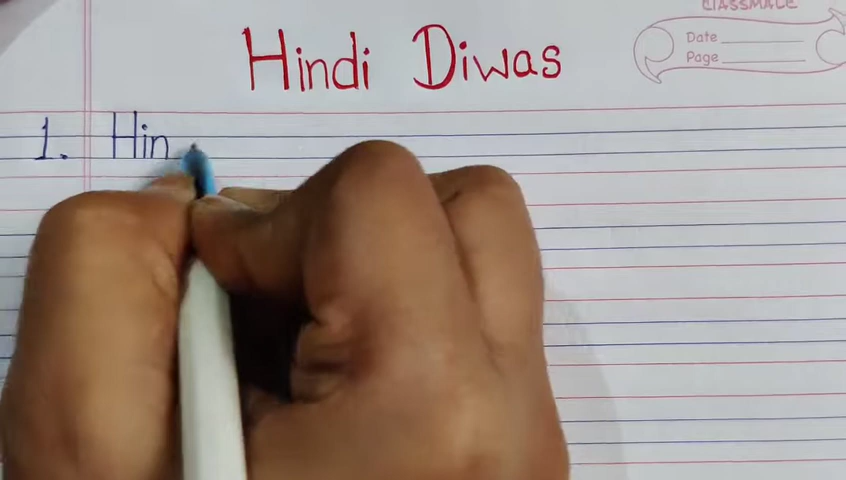 CLASSMATE
Hindi Diwas
Date
Page
1. Hin